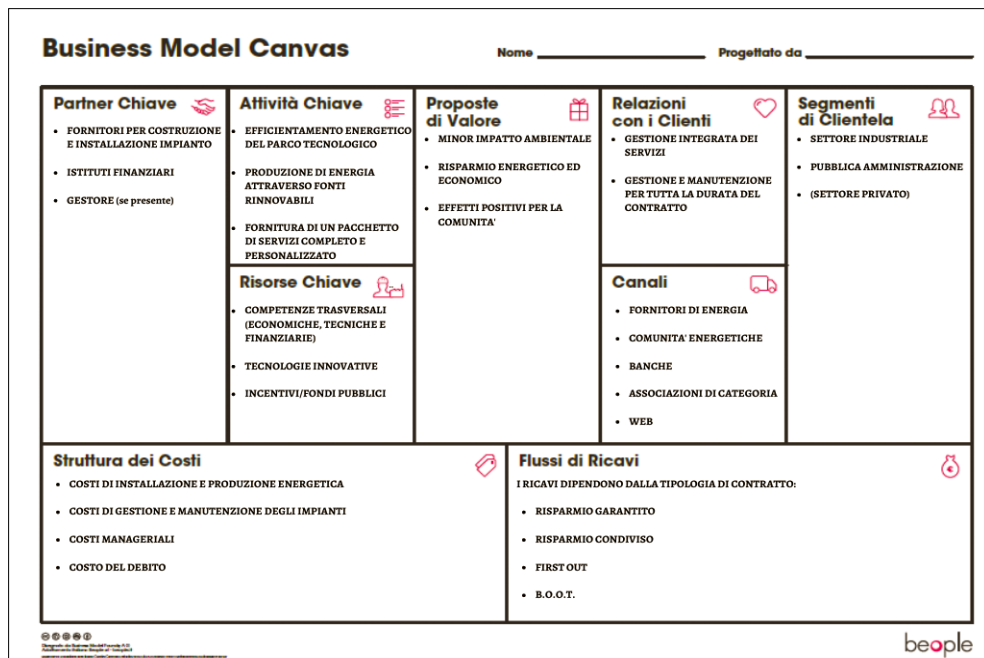 Business Model Canvas
Nome
Progettato da
Partner Chiave
• FORNITORI PER COSTRUZIONE
E INSTALLAZIONE IMPIANTO
• ISTITUTI FINANZIARI
• GESTORE (se presente)
Attività Chiave
• EFFICIENTAMENTO ENERGETICO
DEL PARCO TECNOLOGICO
• PRODUZIONE DI ENERGIA
ATTRAVERSO FONTI
RINNOVABILI
• FORNITURA DI UN PACCHETTO
DI SERVIZI COMPLETO E
PERSONALIZZATO
Risorse Chiave
• COMPETENZE TRASVERSALI
(ECONOMICHE, TECNICHE E
FINANZIARIE)
• TECNOLOGIE INNOVATIVE
• INCENTIVI/FONDI PUBBLICI
Proposte
di Valore
• MINOR IMPATTO AMBIENTALE
• RISPARMIO ENERGETICO ED
ECONOMICO
• EFFETTI POSITIVI PER LA
COMUNITA'
Relazioni
con i Clienti
• GESTIONE INTEGRATA DEI
SERVIZI
• GESTIONE E MANUTENZIONE
PER TUTTA LA DURATA DEL
CONTRATTO
Canali
• FORNITORI DI ENERGIA
• COMUNITA' ENERGETICHE
• BANCHE
• ASSOCIAZIONI DI CATEGORIA
• WEB
Segmenti
di Clientela
• SETTORE INDUSTRIALE
• PUBBLICA AMMINISTRAZIONE
• (SETTORE PRIVATO)
Struttura dei Costi
• COSTI DI INSTALLAZIONE E PRODUZIONE ENERGETICA
• COSTI DI GESTIONE E MANUTENZIONE DEGLI IMPIANTI
• COSTI MANAGERIALI
• COSTO DEL DEBITO
Flussi di Ricavi
I RICAVI DIPENDONO DALLA TIPOLOGIA DI CONTRATTO:
• RISPARMIO GARANTITO
• RISPARMIO CONDIVISO
• FIRST OUT
• B.O.O.T.
beople